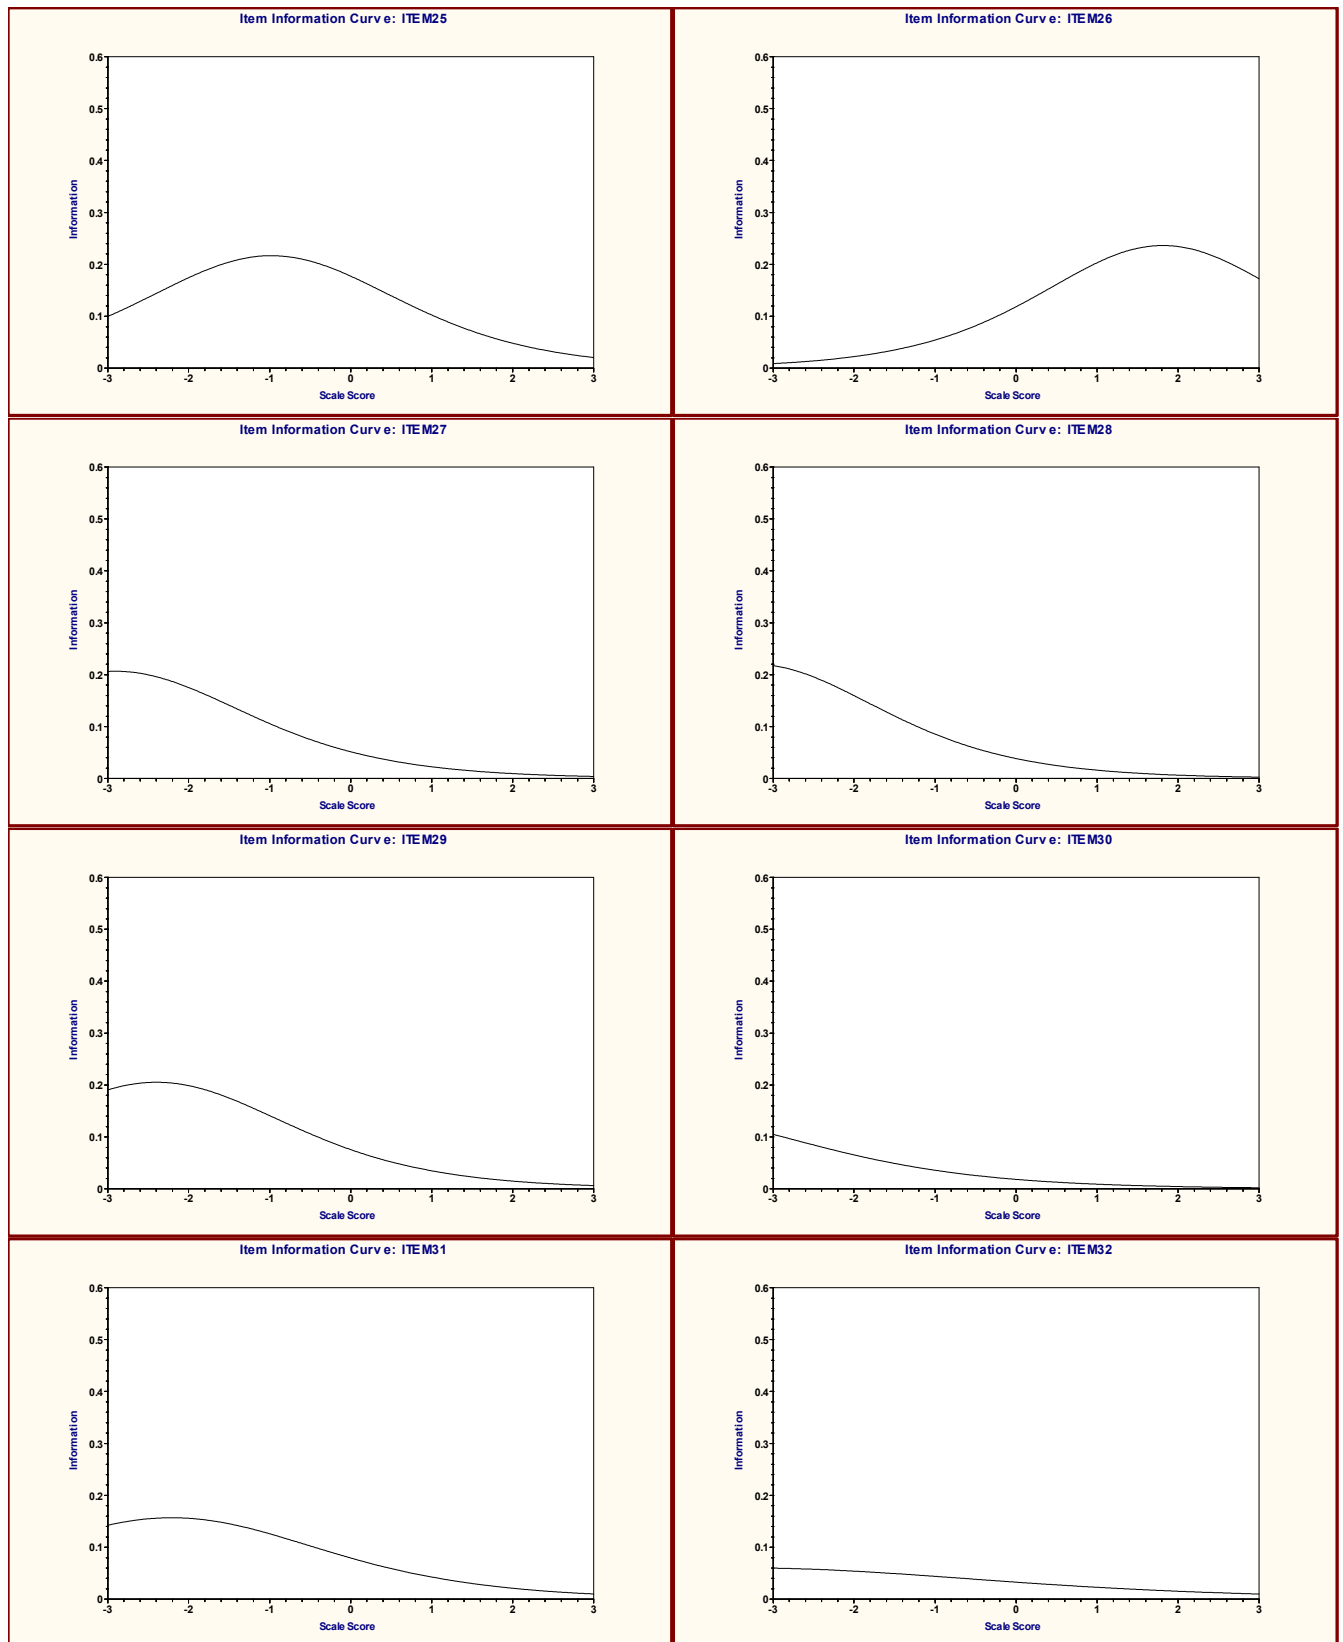 Item Information Curve: ITEM25
0.6
0.5
0.4
0.3
0.2
0.1
0
Information
-3 -2 -1 0 1 2 3
Scale Score
Item Information Curve: ITEM26
0.6
0.5
0.4
0.3
0.2
0.1
0
Information
-3 -2 -1 0 1 2 3
Scale Score
Item Information Curve: ITEM27
0.6
0.5
0.4
0.3
0.2
0.1
0
Information
-3 -2 -1 0 1 2 3
Scale Score
Item Information Curve: ITEM28
0.6
0.5
0.4
0.3
0.2
0.1
0
Information
-3 -2 -1 0 1 2 3
Scale Score
Item Information Curve: ITEM29
0.6
0.5
0.4
0.3
0.2
0.1
0
Information
-3 -2 -1 0 1 2 3
Scale Score
Item Information Curve: ITEM30
0.6
0.5
0.4
0.3
0.2
0.1
0
Information
-3 -2 -1 0 1 2 3
Scale Score
Item Information Curve: ITEM31
0.6
0.5
0.4
0.3
0.2
0.1
0
Information
-3 -2 -1 0 1 2 3
Scale Score
Item Information Curve: ITEM32
0.6
0.5
0.4
0.3
0.2
0.1
0
Information
-3 -2 -1 0 1 2 3
Scale Score